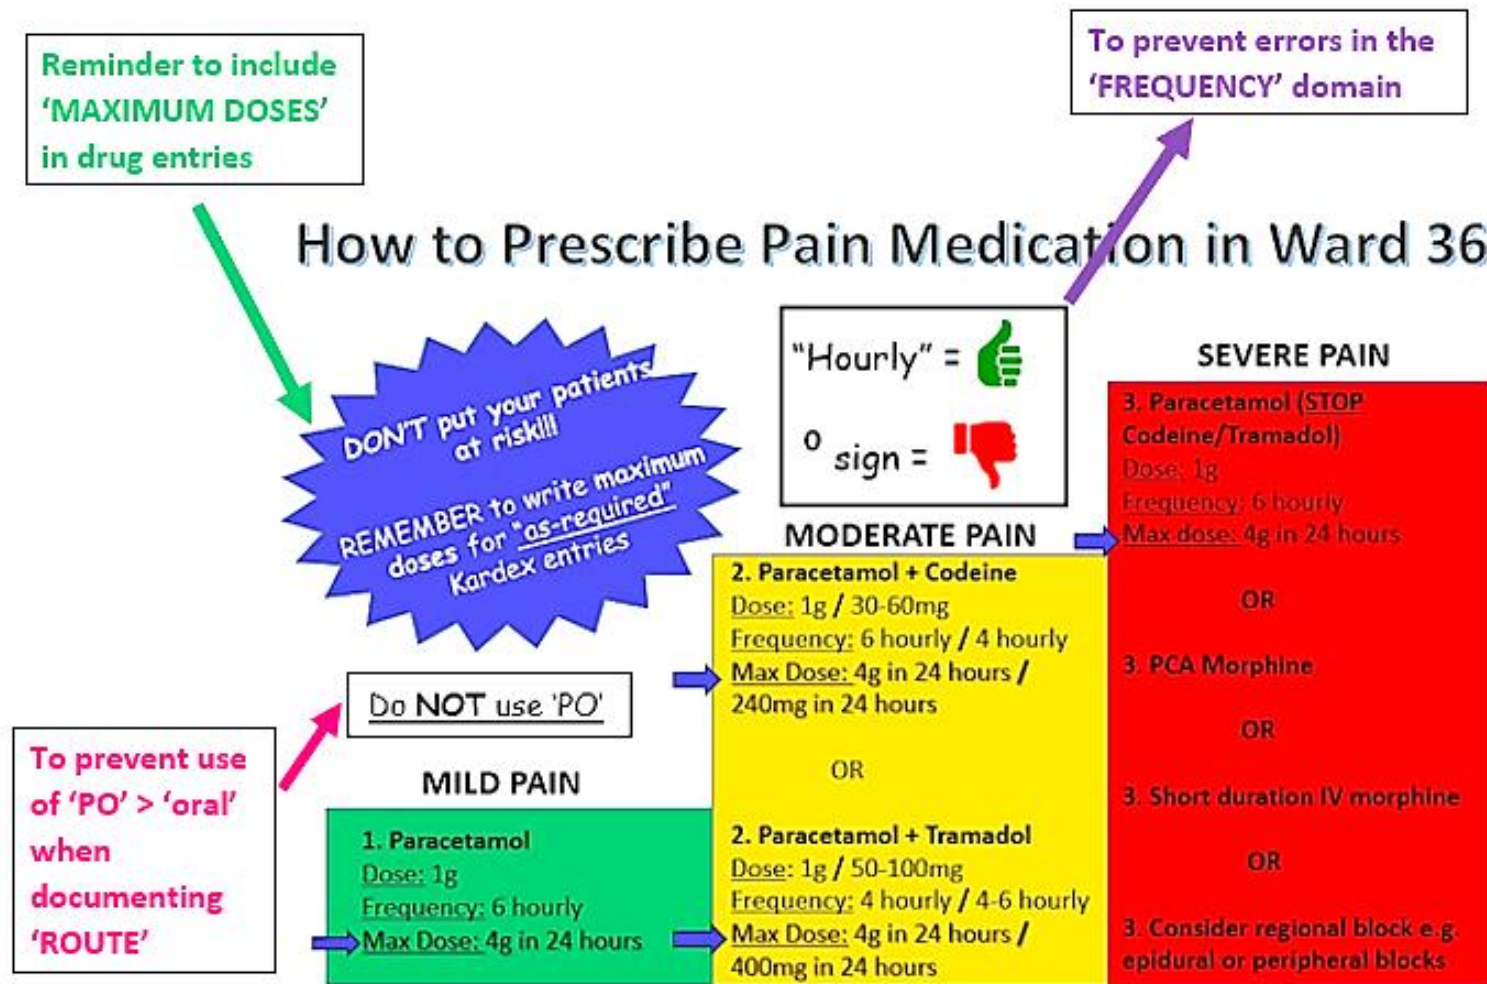 Reminder to include
‘MAXIMUM DOSES’
in drug entries
To prevent errors in the
‘FREQUENCY’ domain
How to Prescribe Pain Medication in Ward 36
DON'T put your patients
at risk!!!
REMEMBER to write maximum
doses for "as-required"
Kardex entries
"Hourly" =
o sign =
Do NOT use 'PO'
To prevent use
of ‘PO’ > ‘oral’
when
documenting
‘ROUTE’
MILD PAIN
1. Paracetamol
Dose: 1g
Frequency: 6 hourly
Max Dose: 4g in 24 hours
MODERATE PAIN
2. Paracetamol + Codeine
Dose: 1g / 30-60mg
Frequency: 6 hourly / 4 hourly
Max Dose: 4g in 24 hours /
240mg in 24 hours
OR
2. Paracetamol + Tramadol
Dose: 1g / 50-100mg
Frequency: 4 hourly / 4-6 hourly
Max Dose: 4g in 24 hours /
400mg in 24 hours
SEVERE PAIN
3. Paracetamol (STOP
Codeine/Tramadol)
Dose: 1g
Frequency: 6 hourly
Max dose: 4g in 24 hours
OR
3. PCA Morphine
OR
3. Short duration IV morphine
OR
3. Consider regional block e.g.
epidural or peripheral blocks